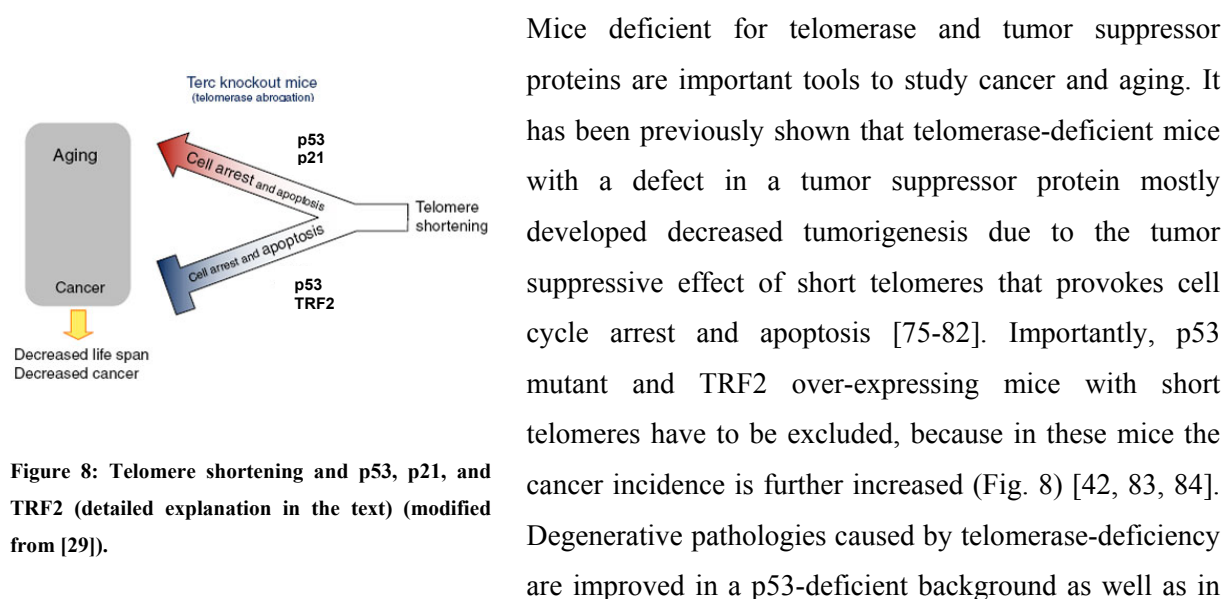 Terc knockout mice
(telomerase abrogation)
Aging
p53
p21
Cell arrest and apoptosis
Telomere
shortening
Cell arrest and apoptosis
Cancer
p53
TRF2
Decreased life span
Decreased cancer
Figure 8: Telomere shortening and p53, p21, and
TRF2 (detailed explanation in the text) (modified
from [29]).
Mice deficient for telomerase and tumor suppressor
proteins are important tools to study cancer and aging. It
has been previously shown that telomerase-deficient mice
with a defect in a tumor suppressor protein mostly
developed decreased tumorigenesis due to the tumor
suppressive effect of short telomeres that provokes cell
cycle arrest and apoptosis [75-82]. Importantly, p53
mutant and TRF2 over-expressing mice with short
telomeres have to be excluded, because in these mice the
cancer incidence is further increased (Fig. 8) [42, 83, 84].
Degenerative pathologies caused by telomerase-deficiency
are improved in a p53-deficient background as well as in